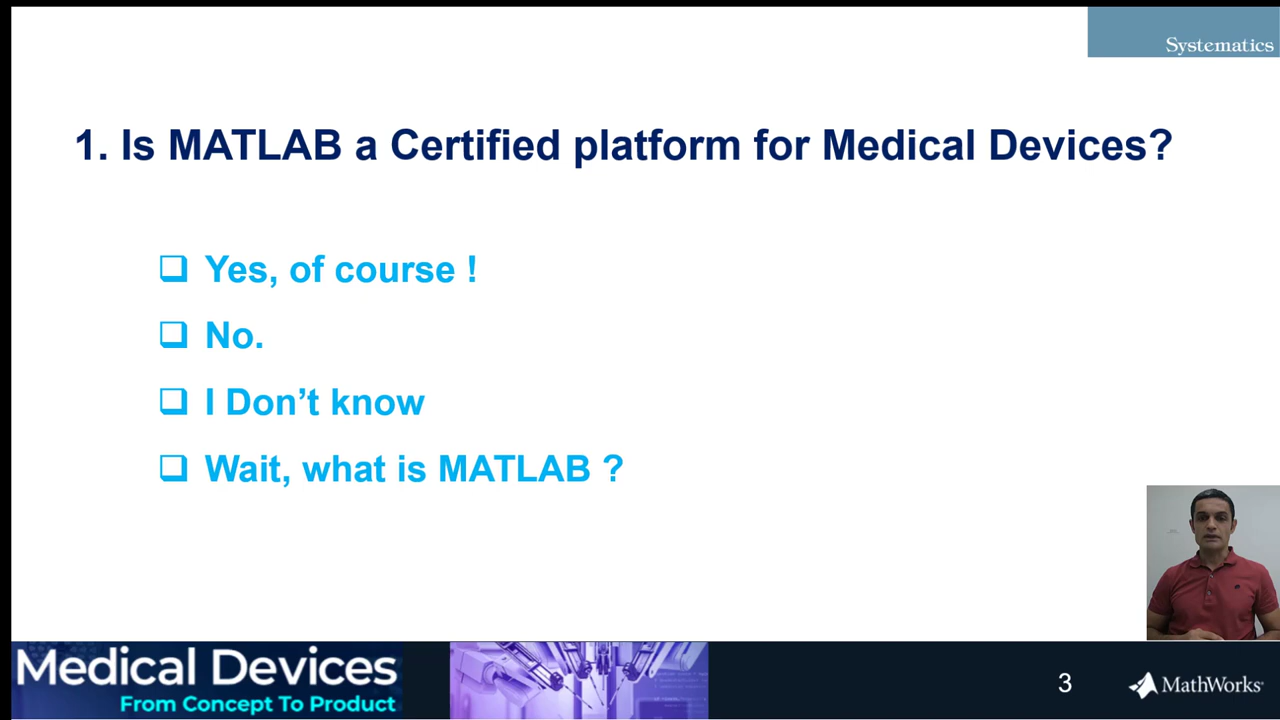 Systematics
1. Is MATLAB a Certified platform for Medical Devices?
❑ Yes, of course !
❑ No.
❑ I Don’t know
❑ Wait, what is MATLAB ?
Medical Devices
From Concept To Product
3
MathWorks